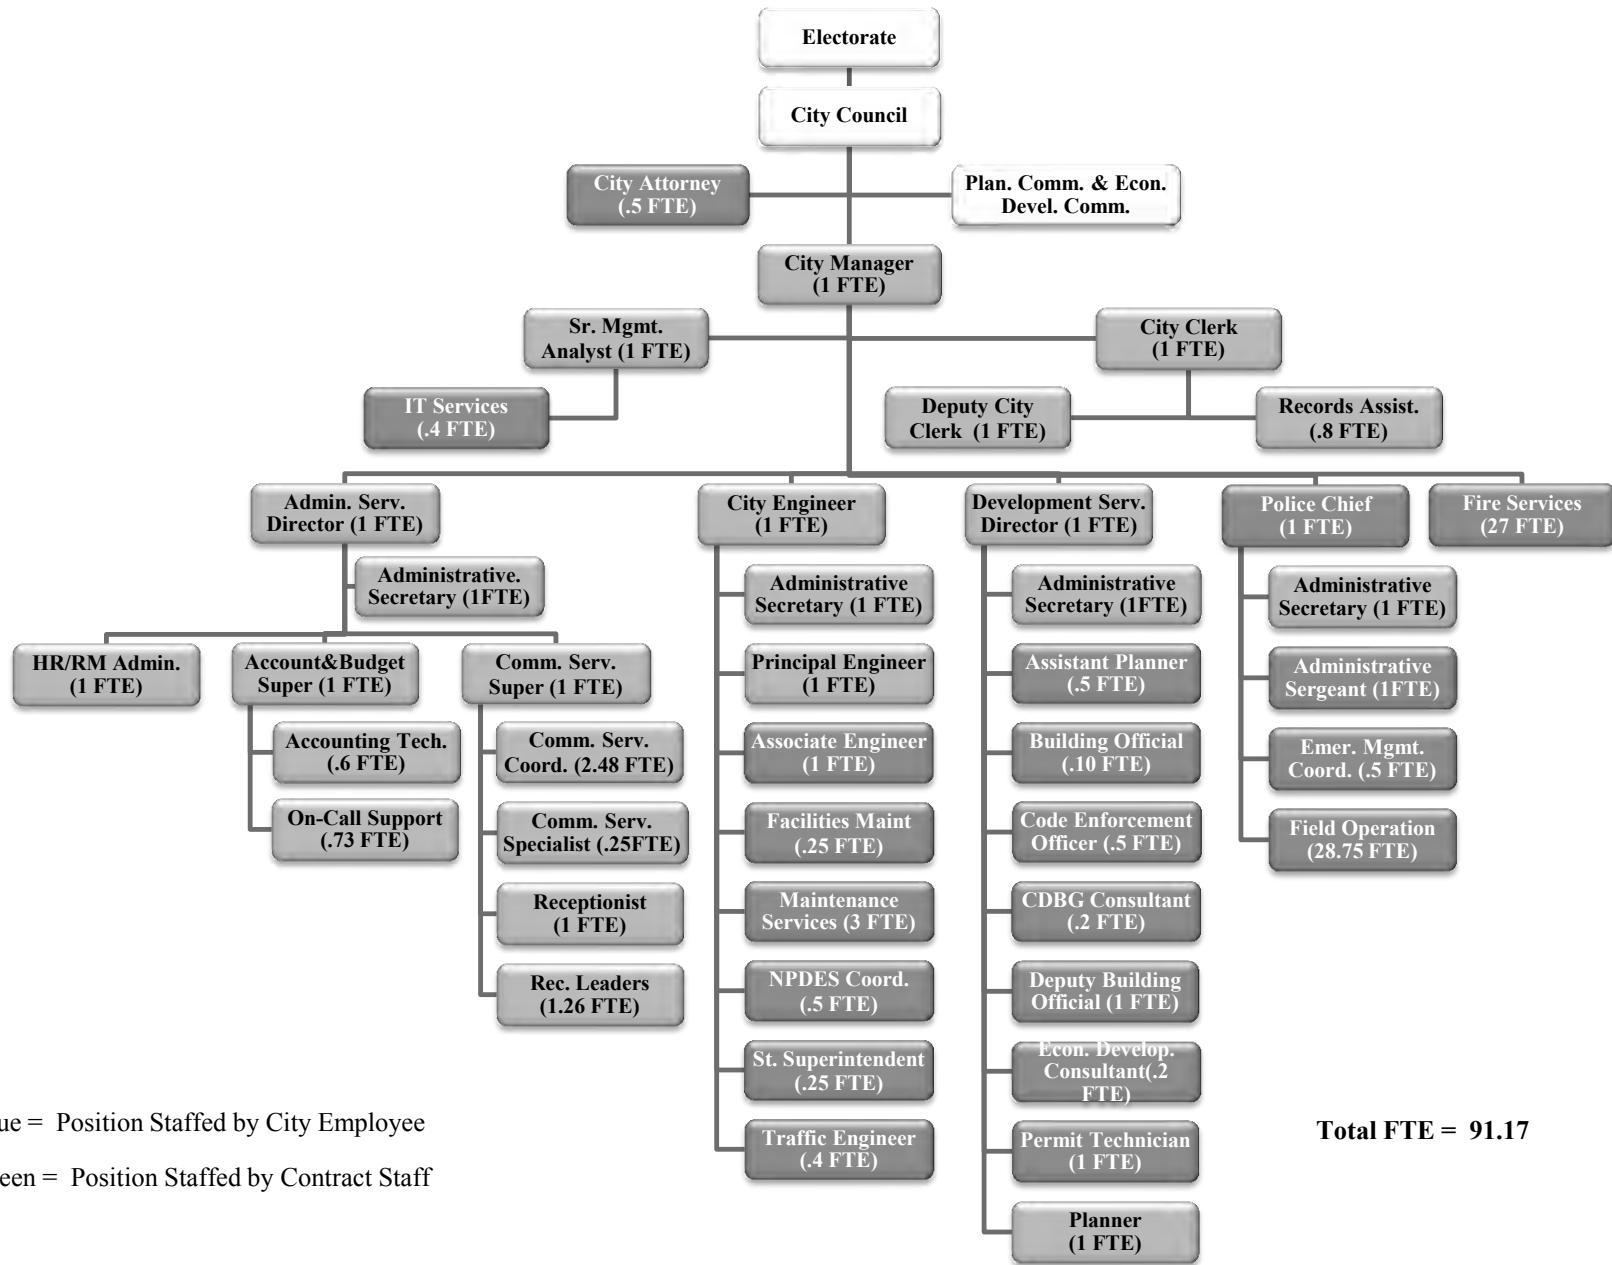 Electorate
City Council
City Attorney
(.5 FTE)
Plan. Comm. & Econ.
Devel. Comm.
City Manager
(1 FTE)
Sr. Mgmt.
Analyst (1 FTE)
City Clerk
(1 FTE)
IT Services
(.4 FTE)
Deputy City
Clerk (1 FTE)
Records Assist.
(.8 FTE)
Admin. Serv.
Director (1 FTE)
City Engineer
(1 FTE)
Development Serv.
Director (1 FTE)
Police Chief
(1 FTE)
Fire Services
(27 FTE)
Administrative.
Secretary (1FTE)
HR/RM Admin.
(1 FTE)
Account&Budget
Super (1 FTE)
Comm. Serv.
Super (1 FTE)
Accounting Tech.
(.6 FTE)
On-Call Support
(.73 FTE)
Comm. Serv.
Coord. (2.48 FTE)
Comm. Serv.
Specialist (.25FTE)
Receptionist
(1 FTE)
Rec. Leaders
(1.26 FTE)
Administrative
Secretary (1 FTE)
Principal Engineer
(1 FTE)
Associate Engineer
(1 FTE)
Facilities Maint
(.25 FTE)
Maintenance
Services (3 FTE)
NPDES Coord.
(.5 FTE)
St. Superintendent
(.25 FTE)
Traffic Engineer
(.4 FTE)
Administrative
Secretary (1FTE)
Assistant Planner
(.5 FTE)
Building Official
(.10 FTE)
Code Enforcement
Officer (.5 FTE)
CDBG Consultant
(.2 FTE)
Deputy Building
Official (1 FTE)
Econ. Develop.
Consultant(.2
FTE)
Permit Technician
(1 FTE)
Planner
(1 FTE)
Administrative
Secretary (1 FTE)
Administrative
Sergeant (1FTE)
Emer. Mgmt.
Coord. (.5 FTE)
Field Operation
(28.75 FTE)
ue = Position Staffed by City Employee
een = Position Staffed by Contract Staff
Total FTE = 91.17